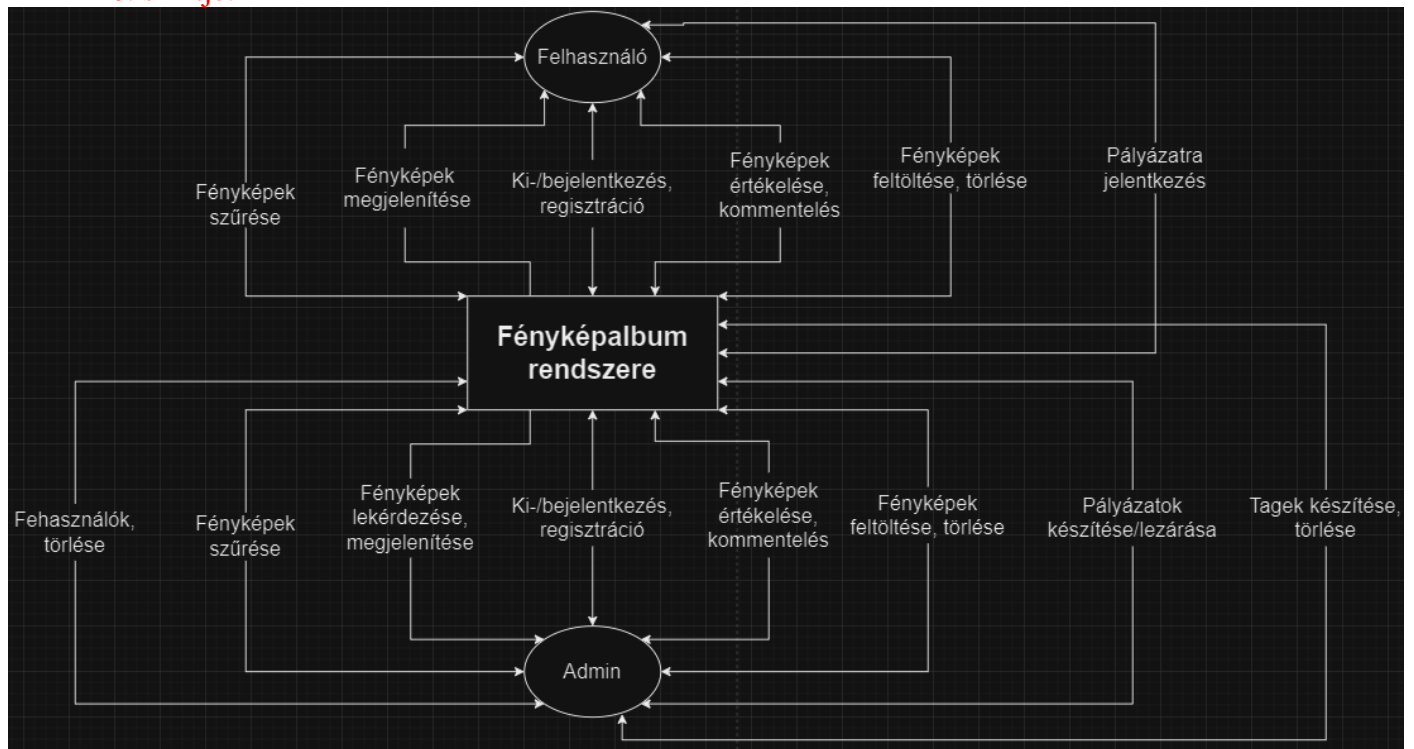 Felhasználó
Fényképek
szűrése
Fényképek
megjelenítése
Ki-/bejelentkezés,
regisztráció
Fényképek
értékelése,
kommentelés
Fényképek
feltöltése, törlése
Pályázatra
jelentkezés
Fényképalbum
rendszere
Fehasználók,
törlése
Fényképek
szűrése
Fényképek
lekérdezése,
megjelenítése
Ki-/bejelentkezés,
regisztráció
Fényképek
értékelése,
kommentelés
Fényképek
feltöltése, törlése
Pályázatok
készítése/lezárása
Tagek készítése,
törlése
Admin